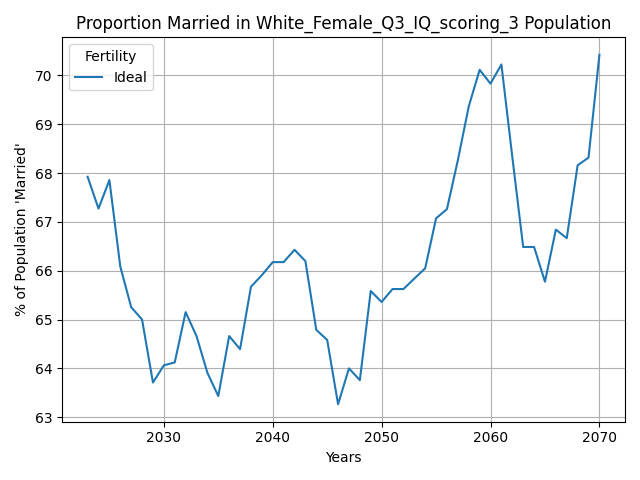 Proportion Married in White_Female_Q3_IQ_scoring_3 Population
Fertility
Ideal
% of Population 'Married'
70
69
68
67
66
65
64
63
2030 2040 2050 2060 2070
Years